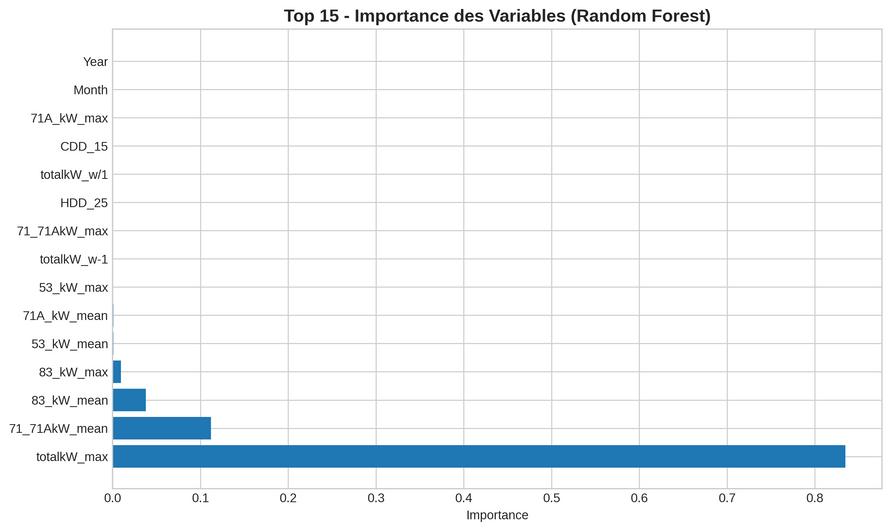 Top 15 - Importance des Variables (Random Forest)
Year
Month
71A_kW_max
CDD_15
totalkW_w/1
HDD_25
71_71AkW_max
totalkW_w-1
53_kW_max
71A_kW_mean
53_kW_mean
83_kW_max
83_kW_mean
71_71AkW_mean
totalkW_max
0.0 0.1 0.2 0.3 0.4 0.5 0.6 0.7 0.8
Importance